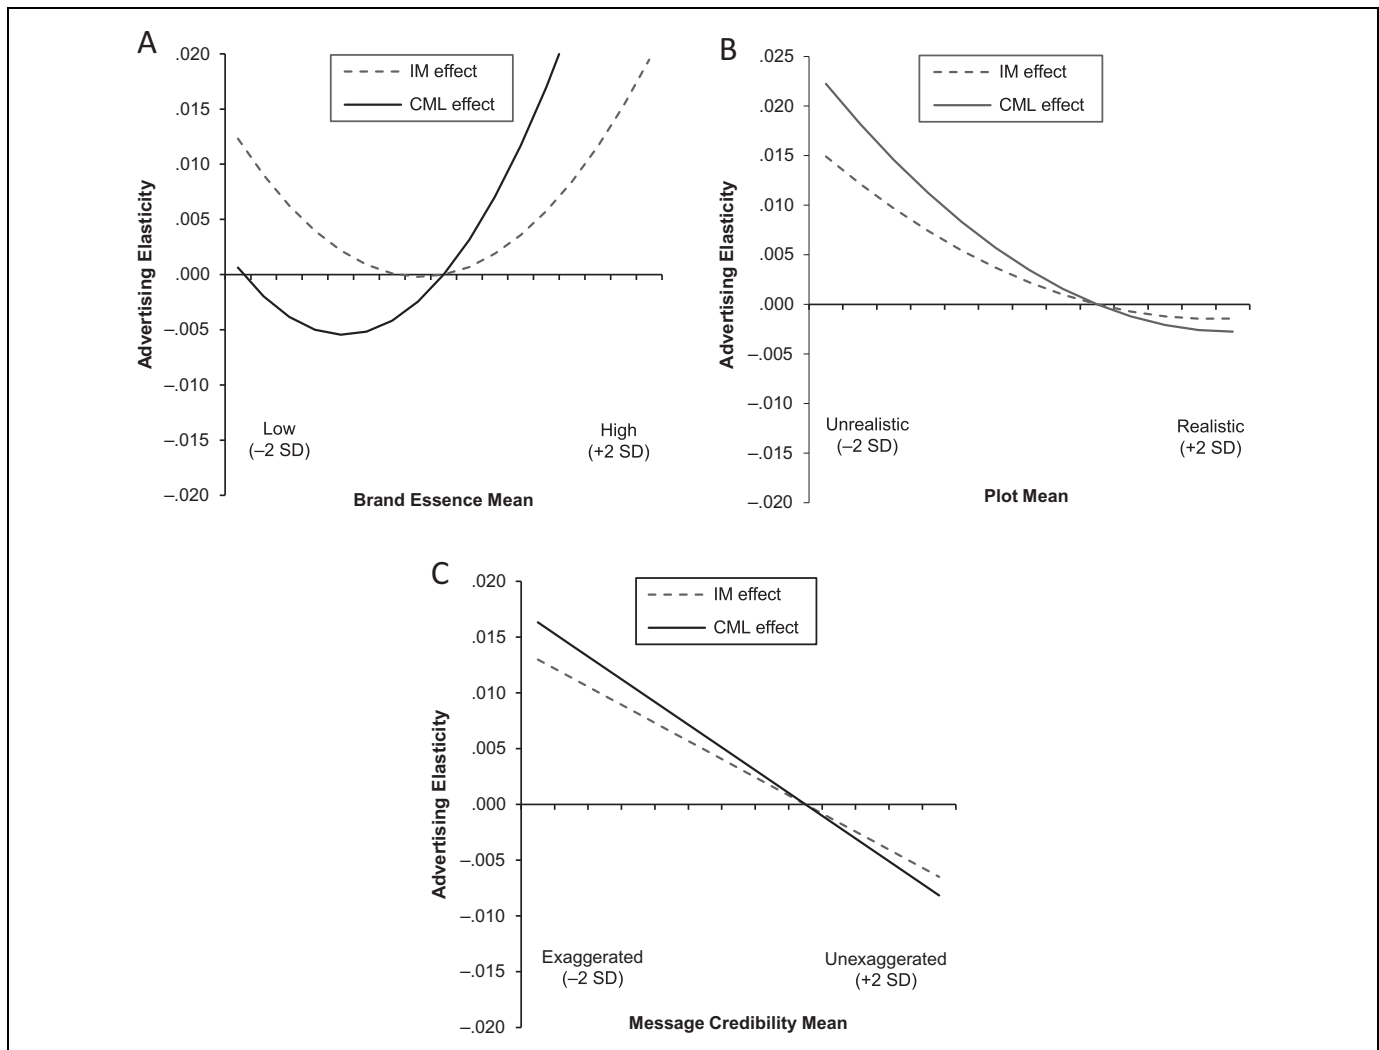 A
.020
.015
.010
.005
.000
–.005
–.010
–.015
–.020
Advertising Elasticity
IM effect
CML effect
Low
(–2 SD)
High
(+2 SD)
Brand Essence Mean
B
.025
.020
.015
.010
.005
.000
–.005
–.010
–.015
–.020
Advertising Elasticity
IM effect
CML effect
Unrealistic
(–2 SD)
Realistic
(+2 SD)
Plot Mean
C
.020
.015
.010
.005
.000
–.005
–.010
–.015
–.020
Advertising Elasticity
IM effect
CML effect
Exaggerated
(–2 SD)
Unexaggerated
(+2 SD)
Message Credibility Mean